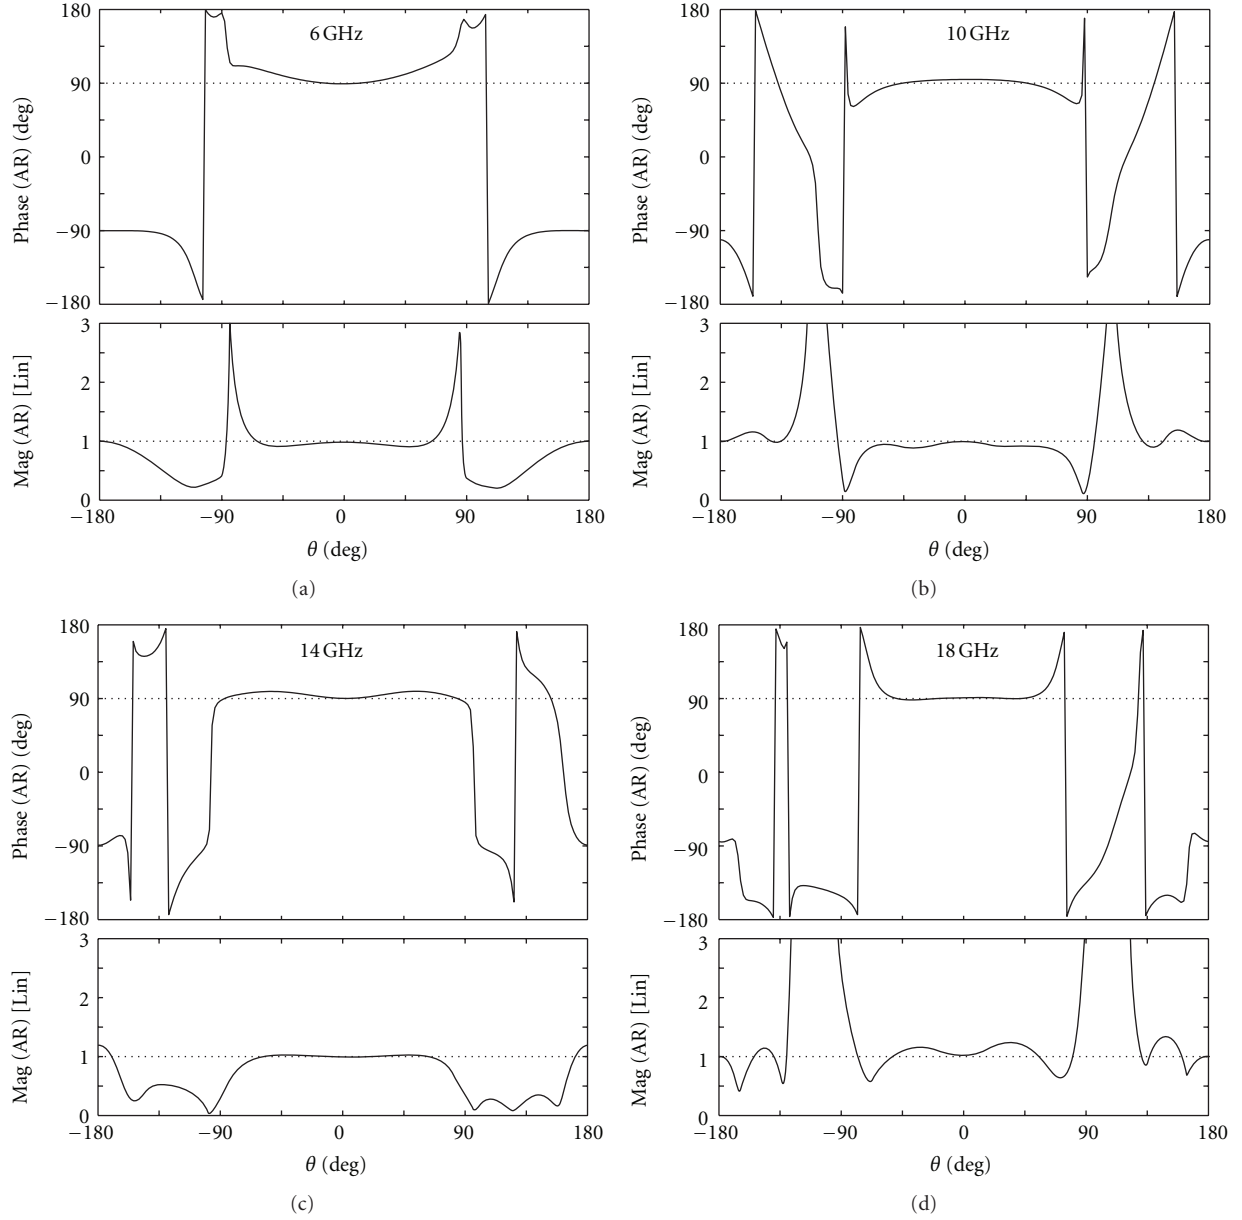 6 GHz
Phase (AR) (deg)
180
90
0
−90
−180
Mag (AR) [Lin]
3
2
1
0
−180
−90
0
90
180
θ (deg)
(a)
10 GHz
Phase (AR) (deg)
180
90
0
−90
−180
Mag (AR) [Lin]
3
2
1
0
−180
−90
0
90
180
θ (deg)
(b)
14 GHz
Phase (AR) (deg)
180
90
0
−90
−180
Mag (AR) [Lin]
3
2
1
0
−180
−90
0
90
180
θ (deg)
(c)
18 GHz
Phase (AR) (deg)
180
90
0
−90
−180
Mag (AR) [Lin]
3
2
1
0
−180
−90
0
90
180
θ (deg)
(d)